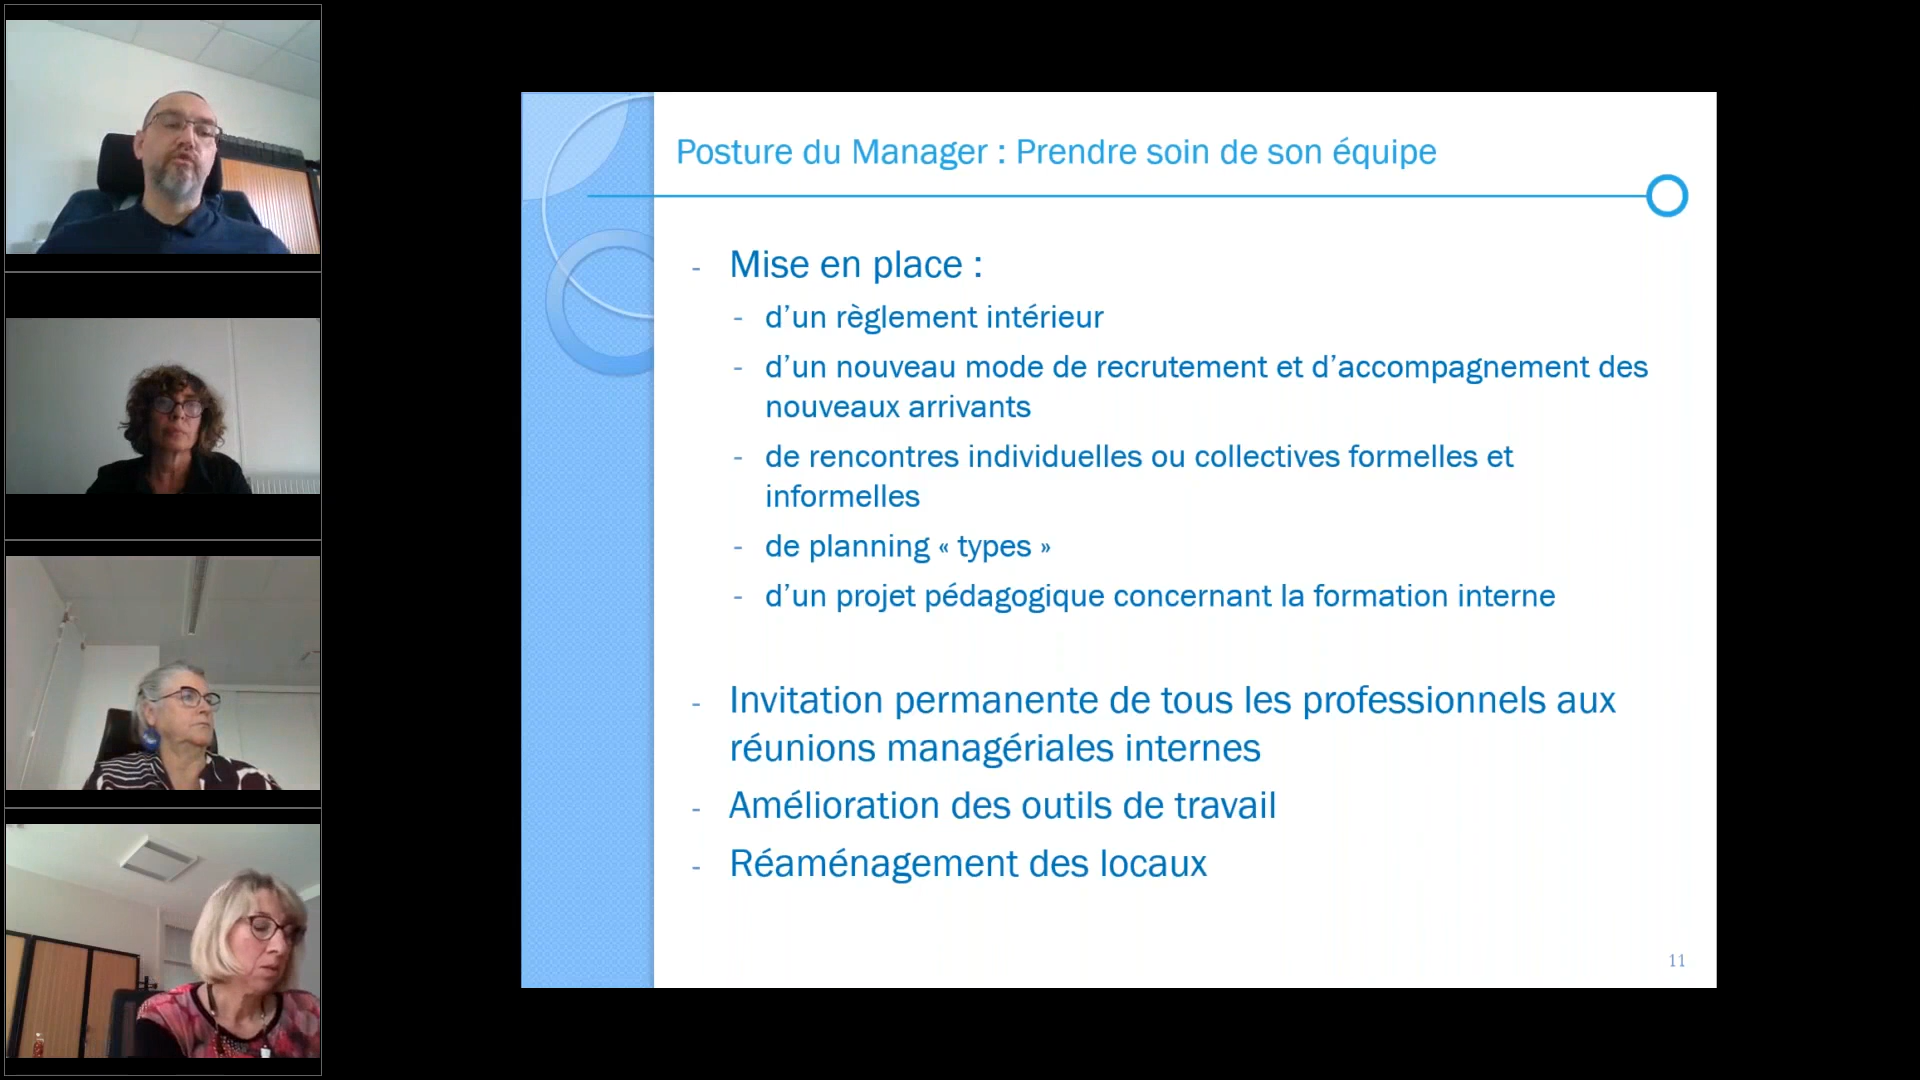 Posture du Manager : Prendre soin de son équipe
- Mise en place :
- d’un règlement intérieur
- d’un nouveau mode de recrutement et d’accompagnement des
nouveaux arrivants
- de rencontres individuelles ou collectives formelles et
informelles
- de planning « types »
- d’un projet pédagogique concernant la formation interne
- Invitation permanente de tous les professionnels aux
réunions managériales internes
- Amélioration des outils de travail
- Réaménagement des locaux
11